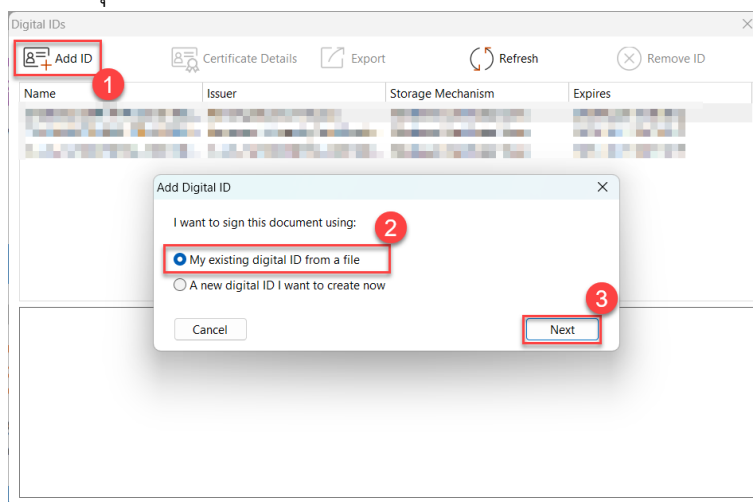 Digital IDs
Add ID Certificate Details Export Refresh Remove ID
1
Name Issuer Storage Mechanism Expires
Add Digital ID
I want to sign this document using:
2
My existing digital ID from a file
A new digital ID I want to create now
3
Cancel Next